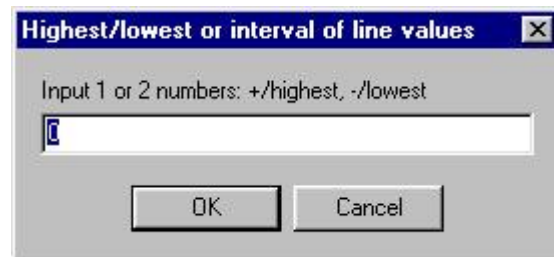 Highest/lowest or interval of line values
Input 1 or 2 numbers: +/highest, -/lowest
0
OK
Cancel